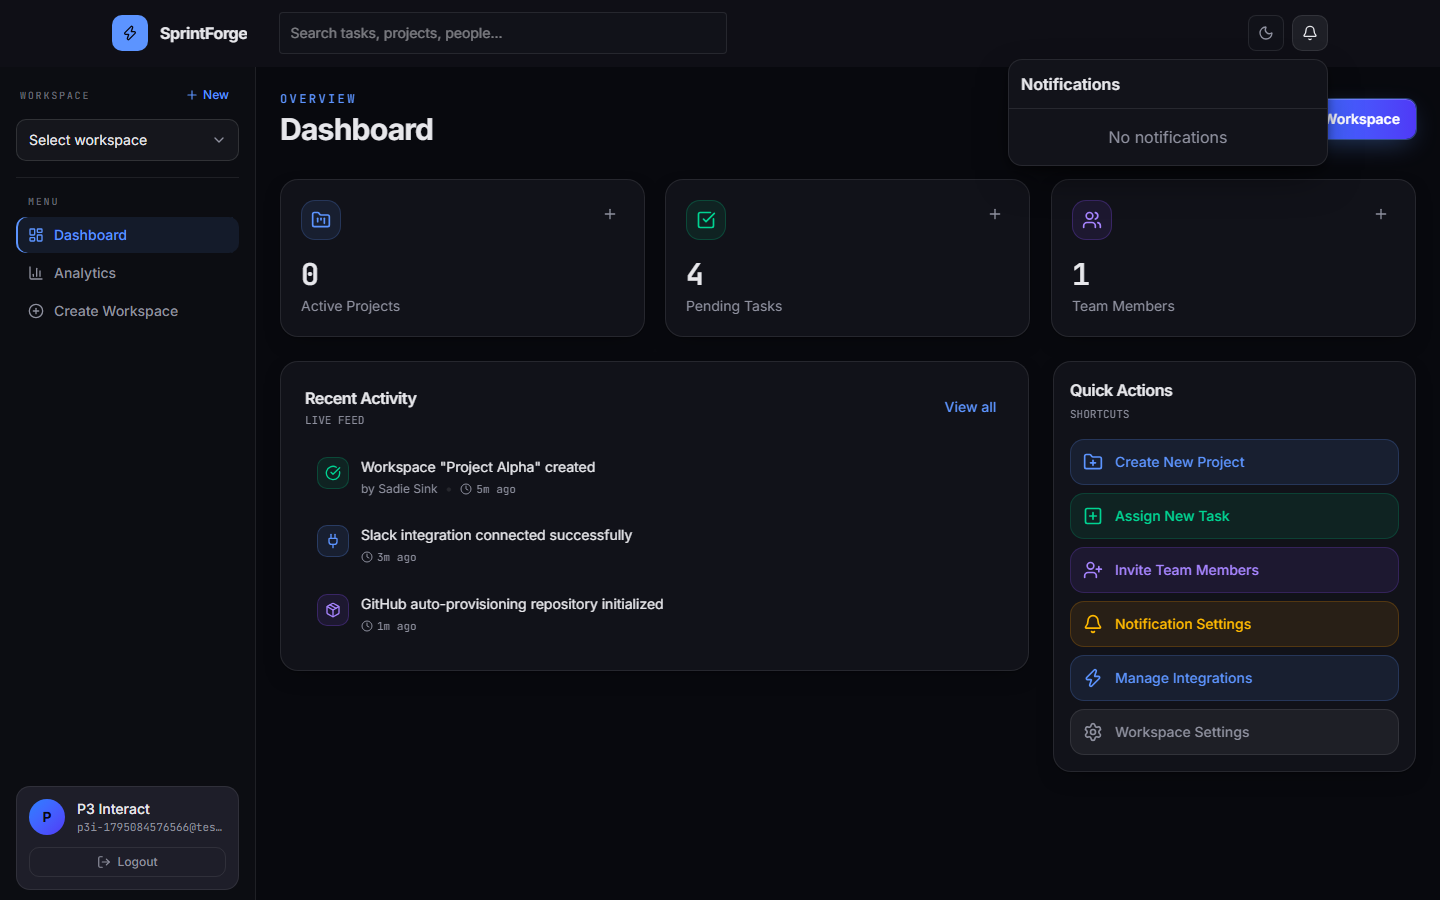 SprintForge
Search tasks, projects, people...
WORKSPACE
New
Select workspace
MENU
Dashboard
Analytics
Create Workspace
P
P3 Interact
p3i-1795084576566@tes…
Logout
OVERVIEW
Dashboard
Notifications
No notifications
Workspace
0
Active Projects
4
Pending Tasks
1
Team Members
Recent Activity
LIVE FEED
View all
Workspace "Project Alpha" created
by Sadie Sink • 5m ago
Slack integration connected successfully
3m ago
GitHub auto-provisioning repository initialized
1m ago
Quick Actions
SHORTCUTS
Create New Project
Assign New Task
Invite Team Members
Notification Settings
Manage Integrations
Workspace Settings